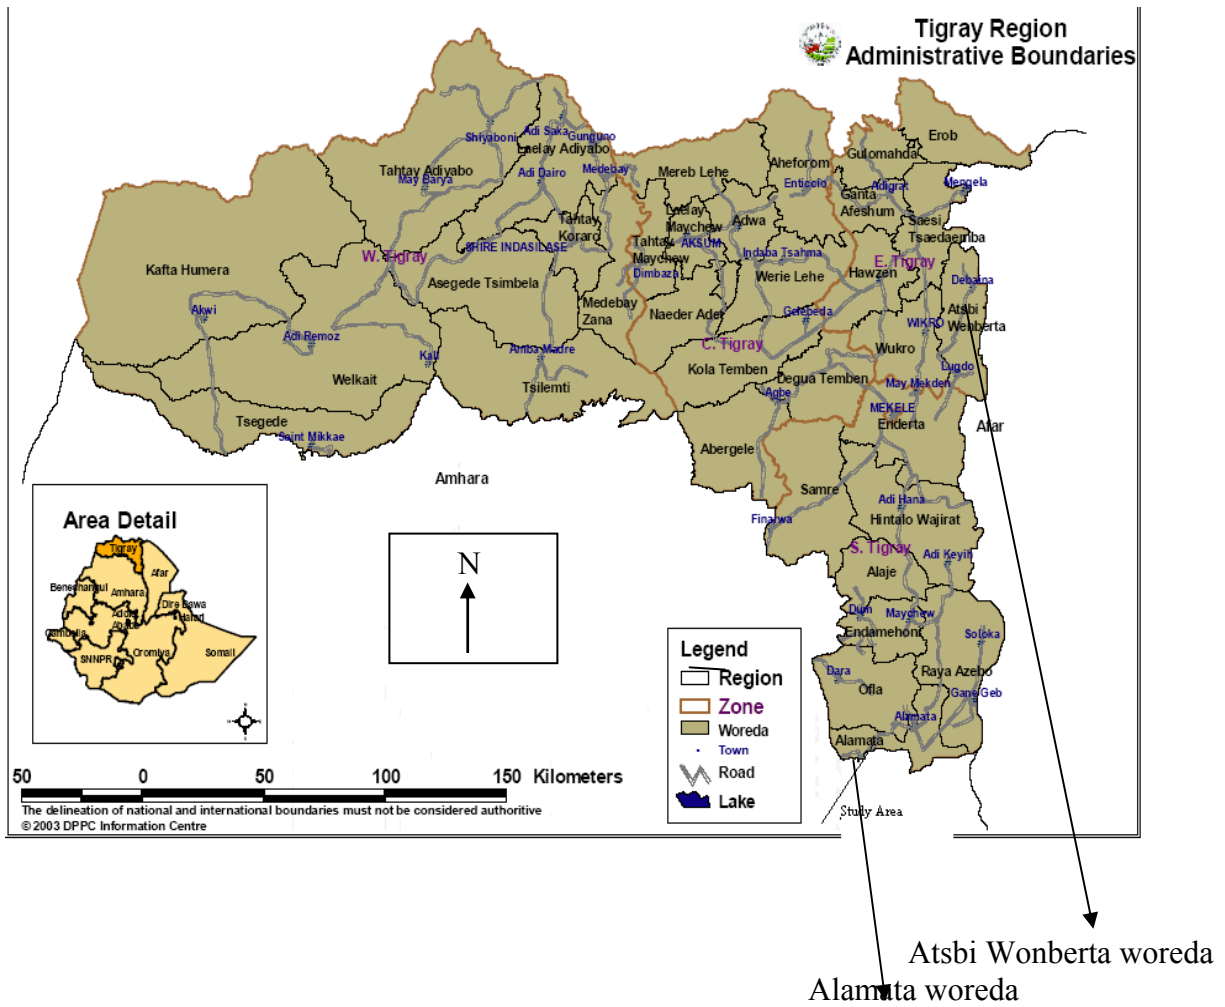 Tigray Region
Administrative Boundaries
Erob
Shiyaboni
Adi Saka
Gunguno
Laelay Adiyabo
Gulomahda
Aheforom
Tahtay Adiyabo
May Barya
Adi Dairo
Medebay
Mereb Lehe
Enticcio
Adigrat
Mengela
Ganta
Afeshum
Saesi
Tsaedaemba
Laelay
Maychew
Adwa
Tahtay
Koraro
Tahtay
Maychew
AKSUM
SHIRE INDASILASE
W. Tigray
Indaba Tsahma
E. Tigray
Kafta Humera
Dimbaza
Werie Lehe
Hawzen
Debaina
Asegede Tsimbela
Medebay
Zana
Naeder Adet
Gelebeda
Atsbi
Wenberta
Akwi
WIKRO
Adi Remoz
C. Tigray
Amba Madre
Kali
Wukro
Kola Temben
Lugdo
Welkait
Tsilemti
Degua Temben
May Mekden
Agbe
MEKELE
Enderta
Afar
Tsegede
Saint Mikkae
Abergele
Amhara
Samre
Adi Hana
Hintalo Wajirat
Finarwa
S. Tigray
Adi Keyih
Alaje
Area Detail
Tigray
Afar
Beneshangul
Amhara
Dire Dawa
Harari
Addis
Ababa
Gambella
SNNPR
Oromiya
Somali
N
Dum
Maychew
Endamehoni
Soloka
Dara
Raya Azebo
Ofla
Gane Geb
Alamata
Alamata
Legend
Region
Zone
Woreda
Town
Road
Lake
50 0 50 100 150 Kilometers
The delineation of national and international boundaries must not be considered authoritive
© 2003 DPPC Information Centre
Study Area
Atsbi Wonberta woreda
Alamata woreda